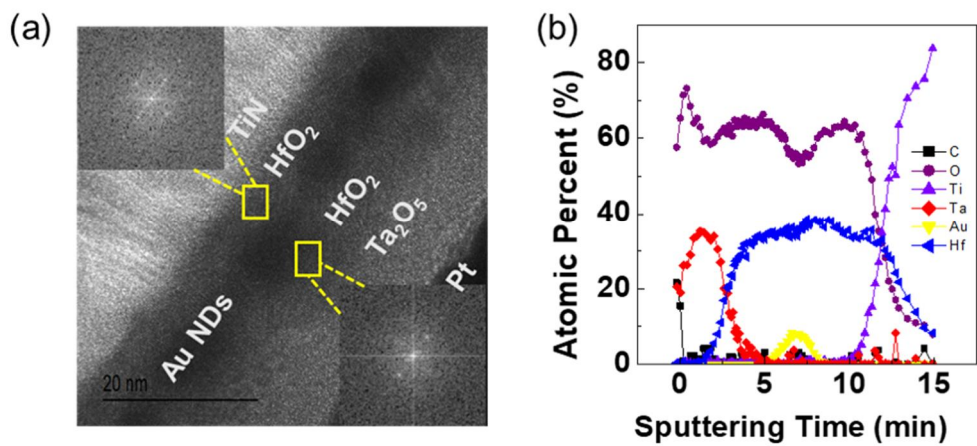 (a)
TiN
HfO2
HfO2
Ta2O5
Pt
Au NDs
20 nm
(b)
Atomic Percent (%)
80
60
40
20
0
C
O
Ti
Ta
Au
Hf
0 5 10 15
Sputtering Time (min)